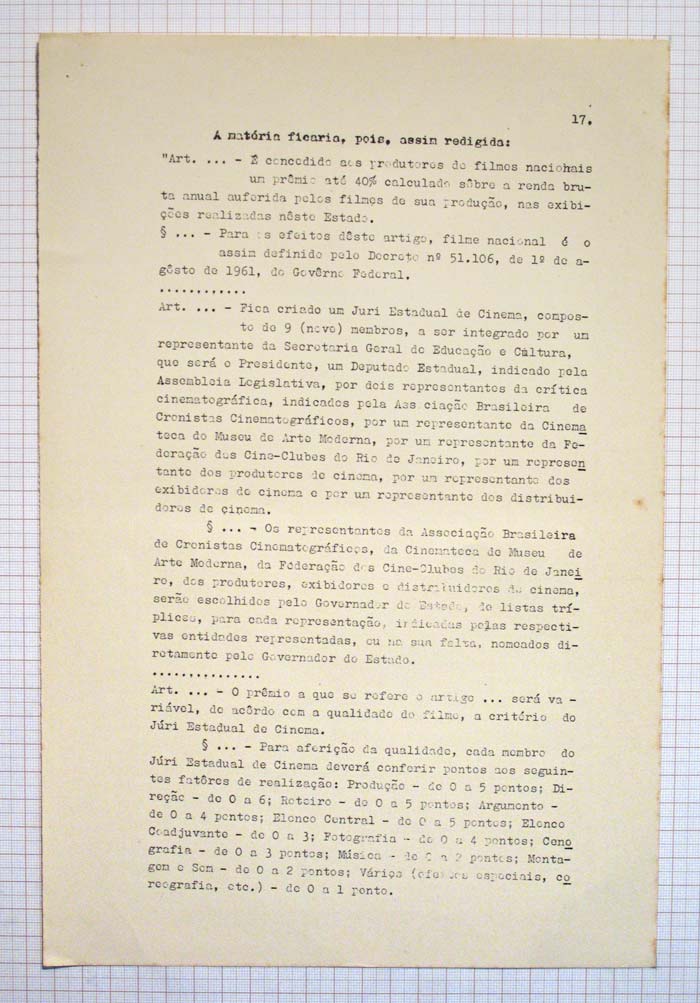 17.
A matéria ficaria, pois, assim redigida:
"Art. ... - É concedido aos produtores de filmes nacionais
um prêmio até 40% calculado sôbre a renda bru-
ta anual auferida pelos filmes de sua produção, nas exibi-
ções realizadas nêste Estado.
§ ... - Para os efeitos dêste artigo, filme nacional é o
assim definido pelo Decreto nº 51.106, de 1º de a-
gôsto de 1961, do Govêrno Federal.
............
Art. ... - Fica criado um Juri Estadual de Cinema, compos-
to de 9 (nove) membros, a ser integrado por um
representante da Secretaria Geral de Educação e Cultura,
que será o Presidente, um Deputado Estadual, indicado pela
Assembleia Legislativa, por dois representantes da crítica
cinematográfica, indicados pela Ass ciação Brasileira de
Cronistas Cinematográficos, por um representante da Cinema
teca do Museu de Arte Moderna, por um representante da Fe-
deração dos Cine-Clubes do Rio de Janeiro, por um represen
tante dos produtores de cinema, por um representante dos
exibidores de cinema e por um representante dos distribui-
dores de cinema.
§ ... - Os representantes da Associação Brasileira
de Cronistas Cinematográficos, da Cinemateca do Museu de
Arte Moderna, da Federação dos Cine-Clubes do Rio de Janei
ro, dos produtores, exibidores e distribuidores de cinema,
serão escolhidos pelo Governador do Estado, de listas trí-
plices, para cada representação, indicadas pelas respecti-
vas entidades representadas, ou na sua falta, nomeados di-
retamente pelo Governador do Estado.
...............
Art. ... - O prêmio a que se refere o artigo ... será va-
riável, de acôrdo com a qualidade do filme, a critério do
Júri Estadual de Cinema.
§ ... - Para aferição da qualidade, cada membro do
Júri Estadual de Cinema deverá conferir pontos aos seguin-
tes fatôres de realização: Produção - de 0 a 5 pontos; Di-
reção - de 0 a 6; Roteiro - de 0 a 5 pontos; Argumento -
de 0 a 4 pontos; Elenco Central - de 0 a 5 pontos; Elenco
Coadjuvante - de 0 a 3; Fotografia - de 0 a 4 pontos; Ceno
grafia - de 0 a 3 pontos; Música - de 0 a 2 pontos; Monta-
gem e Som - de 0 a 2 pontos; Vários (efeitos especiais, co
reografia, etc.) - de 0 a 1 ponto.